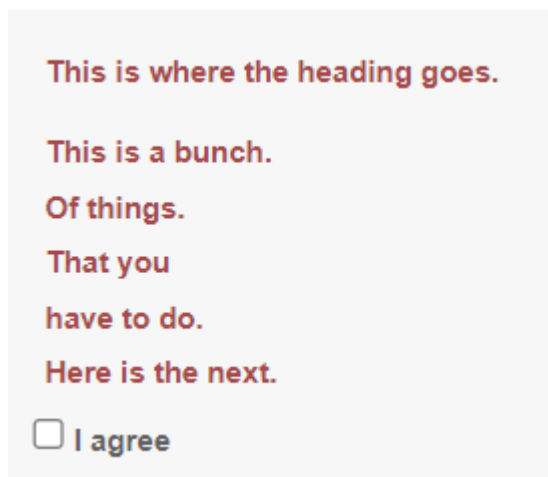 This is where the heading goes.
This is a bunch.
Of things.
That you
have to do.
Here is the next.
I agree